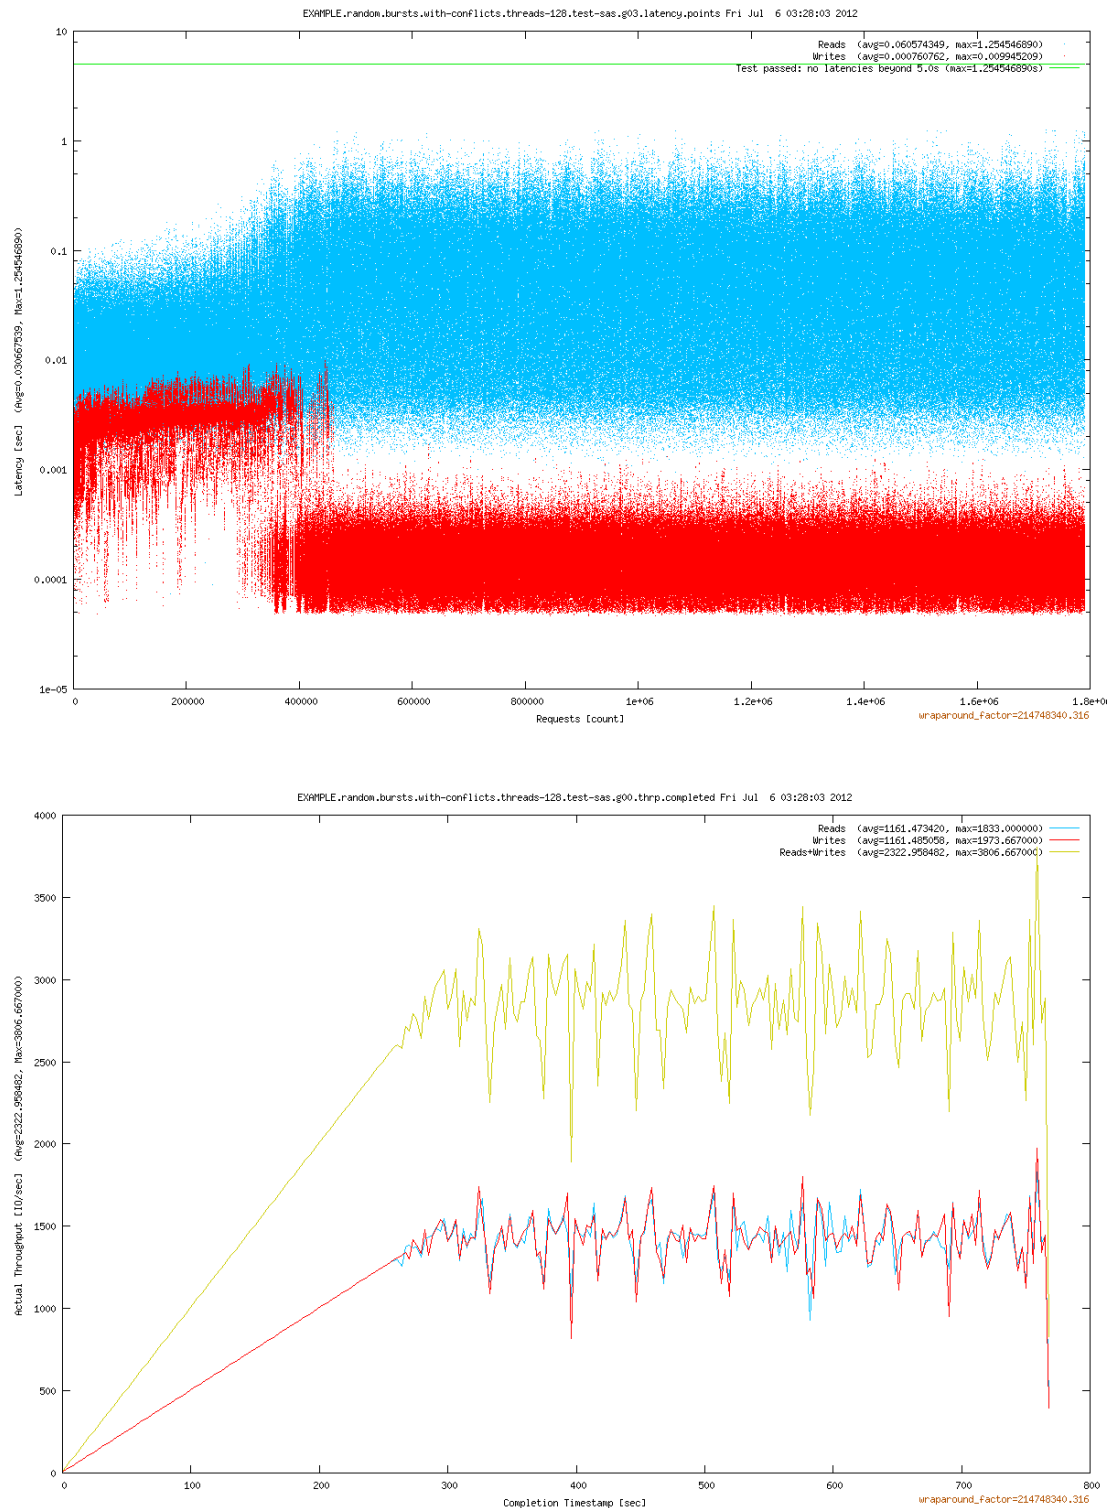 EXAMPLE.random.bursts.with-conflicts.threads-128.test-sas.g03.latency.points Fri Jul  6 03:28:03 2012
Reads  (avg=0.060574349, max=1.254546890)
Writes  (avg=0.000760762, max=0.009945209)
Test passed: no latencies beyond 5.0s (max=1.254546890s)
Latency [sec]  (Avg=0.030667539, Max=1.254546890)
10
1
0.1
0.01
0.001
0.0001
1e-05
0 200000 400000 600000 800000 1e+06 1.2e+06 1.4e+06 1.6e+06 1.8e+0
Requests [count]
wraparound_factor=214748340.316
EXAMPLE.random.bursts.with-conflicts.threads-128.test-sas.g00.thrp.completed Fri Jul  6 03:28:03 2012
Reads  (avg=1161.473420, max=1833.000000)
Writes  (avg=1161.485058, max=1973.667000)
Reads+Writes  (avg=2322.958482, max=3806.667000)
Actual Throughput [IO/sec]  (Avg=2322.958482, Max=3806.667000)
4000
3500
3000
2500
2000
1500
1000
500
0
0 100 200 300 400 500 600 700 800
Completion Timestamp [sec]
wraparound_factor=214748340.316